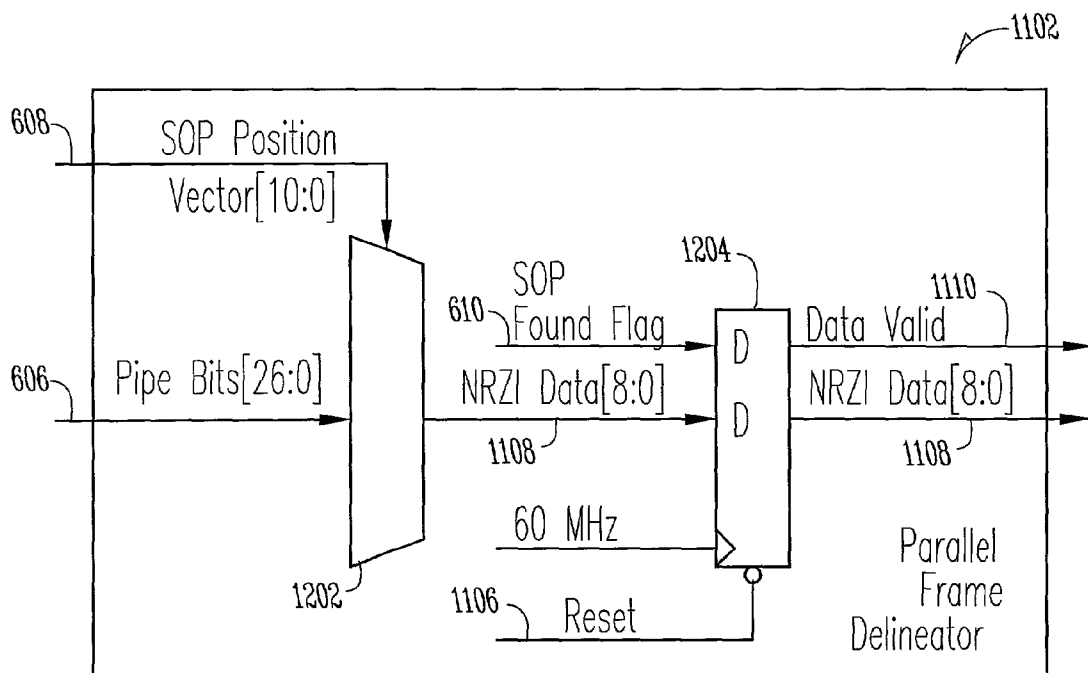 1102
608
SOP Position
Vector[10:0]
1204
SOP
610
Found Flag
D
Data Valid
1110
606
Pipe Bits[26:0]
NRZI Data[8:0]
D
NRZI Data[8:0]
1108
1108
60 MHz
1202
1106
Reset
Parallel
Frame
Delineator